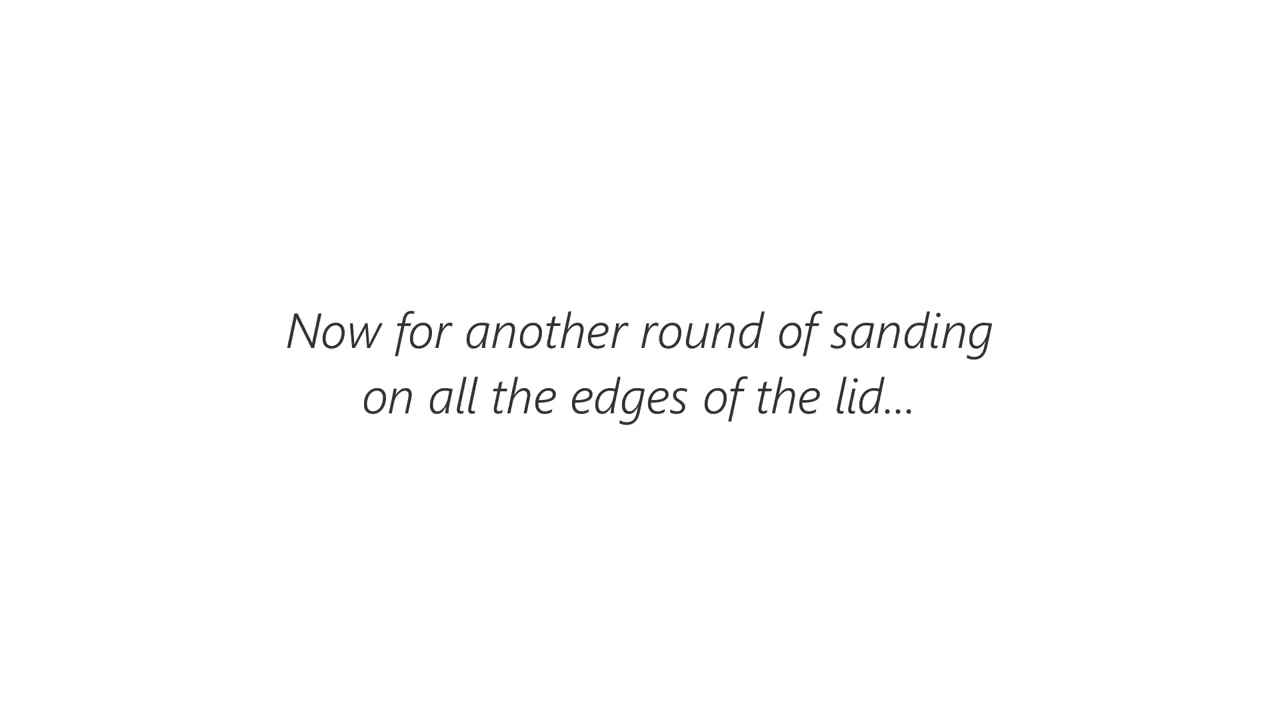 Now for another round of sanding
on all the edges of the lid...